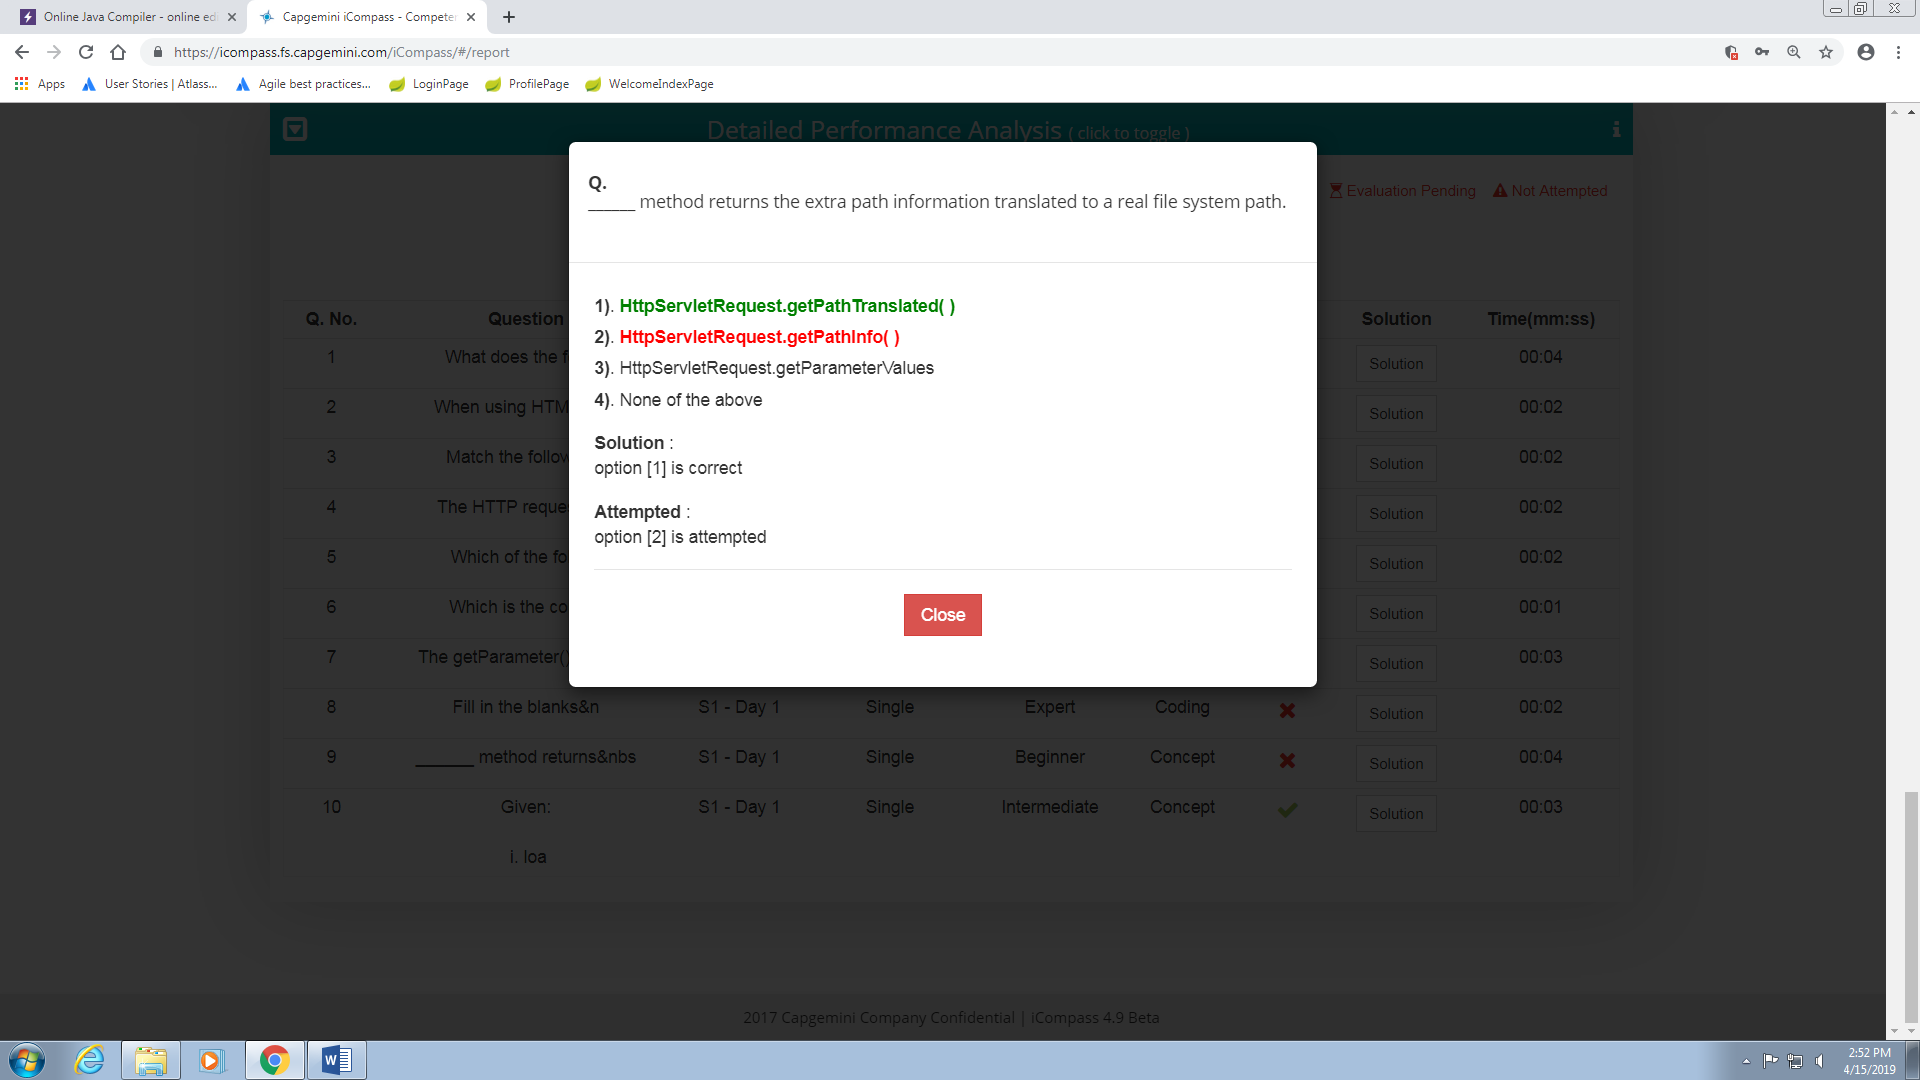 Online Java Compiler - online ed
Capgemini iCompass - Competer
https://icompass.fs.capgemini.com/iCompass/#/report
Apps
User Stories | Atlass...
Agile best practices...
LoginPage
ProfilePage
WelcomeIndexPage
Detailed Performance Analysis ( click to toggle )
Evaluation Pending
Not Attempted
Q.
______ method returns the extra path information translated to a real file system path.
1). HttpServletRequest.getPathTranslated( )
2). HttpServletRequest.getPathInfo( )
3). HttpServletRequest.getParameterValues
4). None of the above
Solution :
option [1] is correct
Attempted :
option [2] is attempted
Close
Q. No. Question Solution Time(mm:ss)
1 What does the f Solution 00:04
2 When using HTM Solution 00:02
3 Match the follow Solution 00:02
4 The HTTP reque Solution 00:02
5 Which of the fo Solution 00:02
6 Which is the co Solution 00:01
7 The getParameter() Solution 00:03
8 Fill in the blanks&n S1 - Day 1 Single Expert Coding Solution 00:02
9 ______ method returns&nbs S1 - Day 1 Single Beginner Concept Solution 00:04
10 Given: S1 - Day 1 Single Intermediate Concept Solution 00:03
i. loa
2017 Capgemini Company Confidential | iCompass 4.9 Beta
2:52 PM
4/15/2019